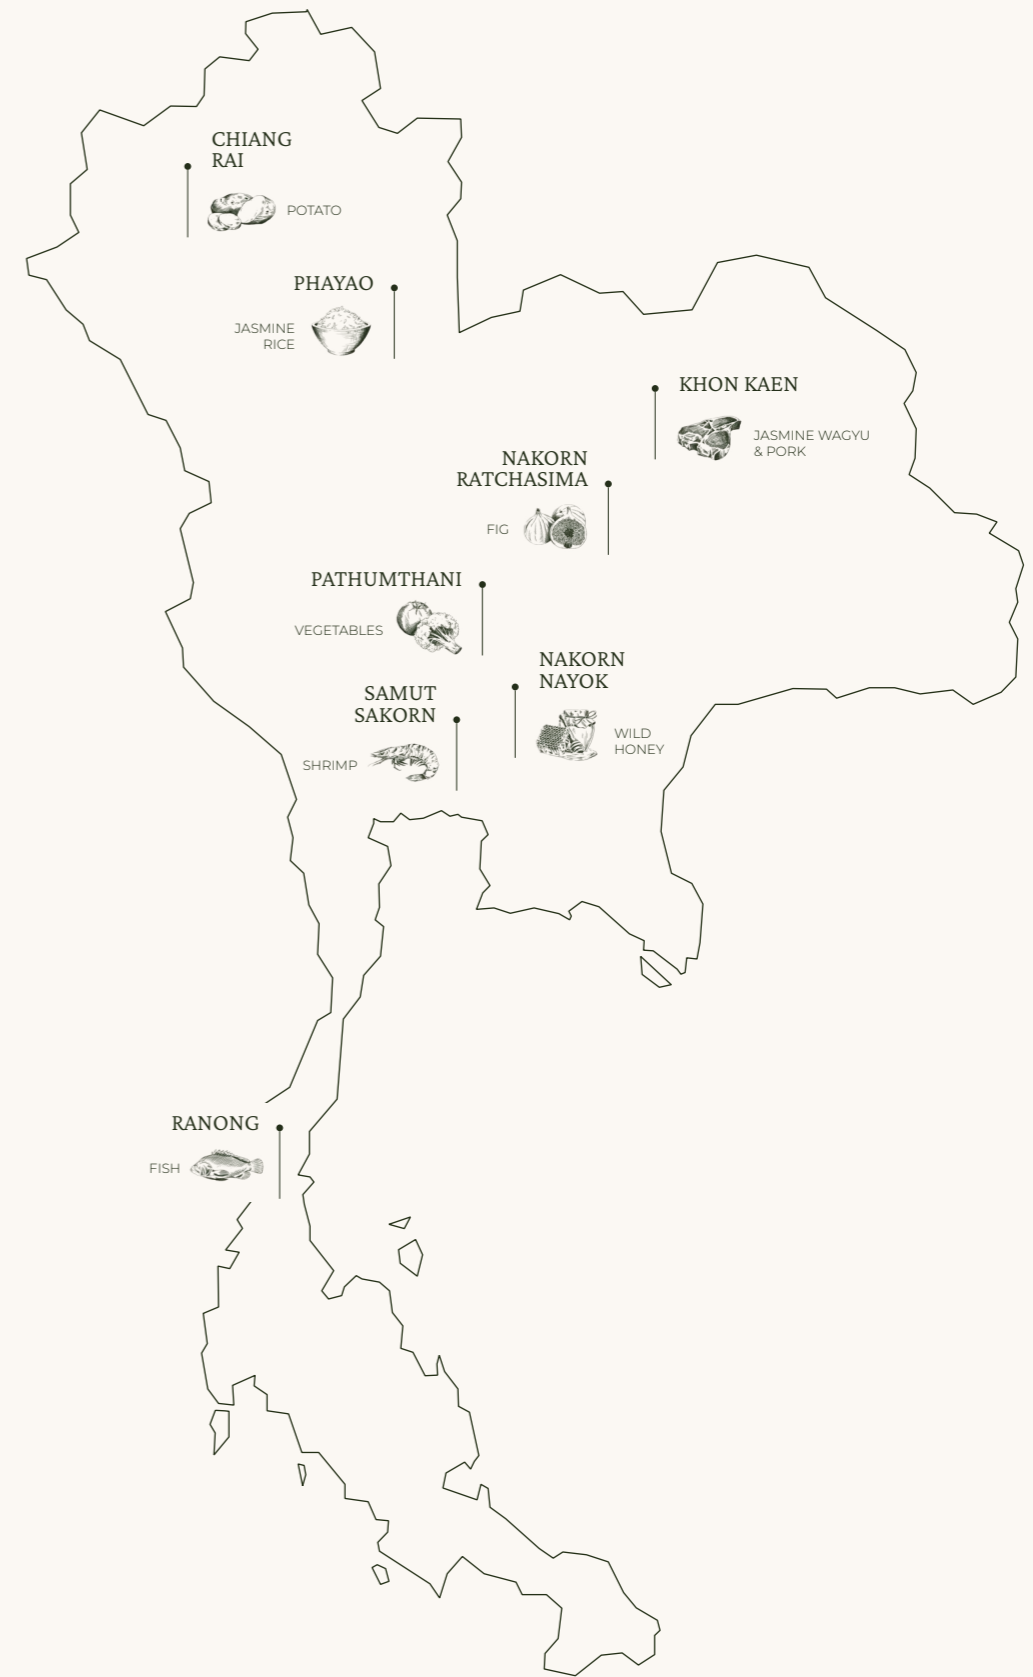 CHIANG
RAI
POTATO
PHAYAO
JASMINE
RICE
KHON KAEN
JASMINE WAGYU
& PORK
NAKORN
RATCHASIMA
FIG
PATHUMTHANI
VEGETABLES
NAKORN
NAYOK
WILD
HONEY
SAMUT
SAKORN
SHRIMP
RANONG
FISH